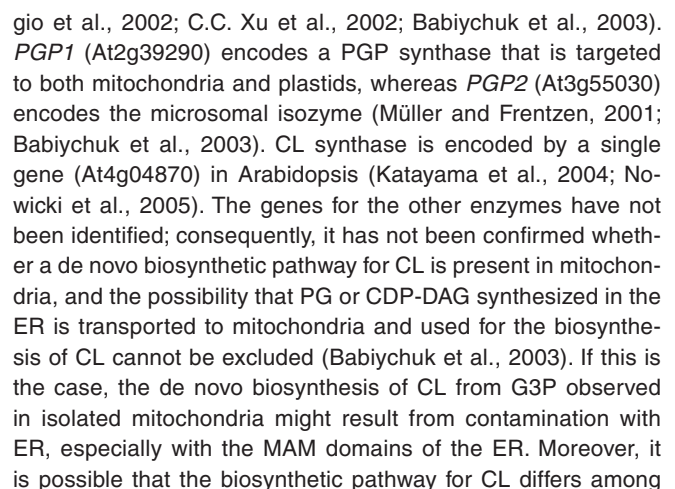 gio et al., 2002; C.C. Xu et al., 2002; Babiychuk et al., 2003).
PGP1 (At2g39290) encodes a PGP synthase that is targeted
to both mitochondria and plastids, whereas PGP2 (At3g55030)
encodes the microsomal isozyme (Müller and Frentzen, 2001;
Babiychuk et al., 2003). CL synthase is encoded by a single
gene (At4g04870) in Arabidopsis (Katayama et al., 2004; No-
wicki et al., 2005). The genes for the other enzymes have not
been identified; consequently, it has not been confirmed wheth-
er a de novo biosynthetic pathway for CL is present in mitochon-
dria, and the possibility that PG or CDP-DAG synthesized in the
ER is transported to mitochondria and used for the biosynthe-
sis of CL cannot be excluded (Babiychuk et al., 2003). If this is
the case, the de novo biosynthesis of CL from G3P observed
in isolated mitochondria might result from contamination with
ER, especially with the MAM domains of the ER. Moreover, it
is possible that the biosynthetic pathway for CL differs among